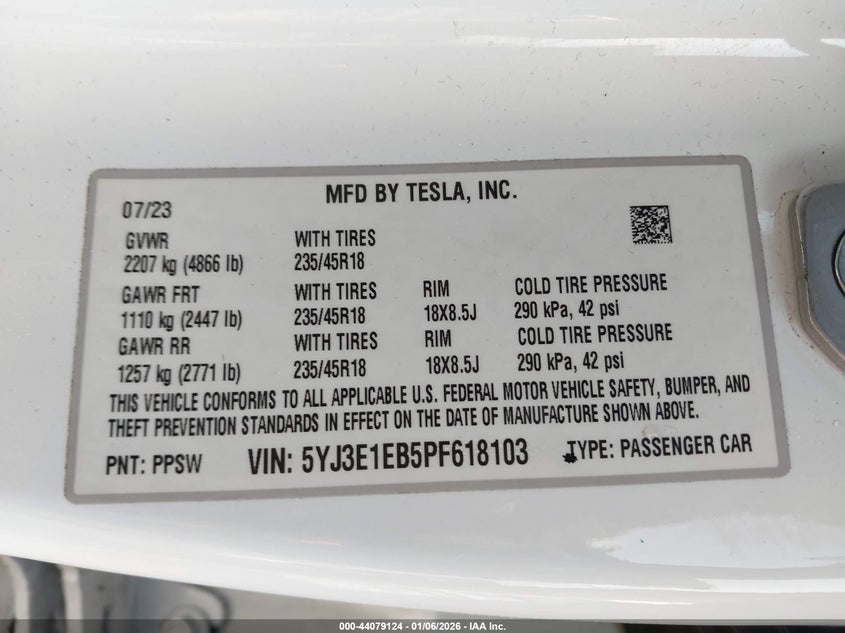 MFD BY TESLA, INC.
07/23
GVWR WITH TIRES
2207 kg (4866 lb) 235/45R18
GAWR FRT WITH TIRES RIM COLD TIRE PRESSURE
1110 kg (2447 lb) 235/45R18 18X8.5J 290 kPa, 42 psi
GAWR RR WITH TIRES RIM COLD TIRE PRESSURE
1257 kg (2771 lb) 235/45R18 18X8.5J 290 kPa, 42 psi
THIS VEHICLE CONFORMS TO ALL APPLICABLE U.S. FEDERAL MOTOR VEHICLE SAFETY, BUMPER, AND
THEFT PREVENTION STANDARDS IN EFFECT ON THE DATE OF MANUFACTURE SHOWN ABOVE.
PNT: PPSW VIN: 5YJ3E1EB5PF618103 TYPE: PASSENGER CAR
000-44079124 - 01/06/2026 - IAA Inc.